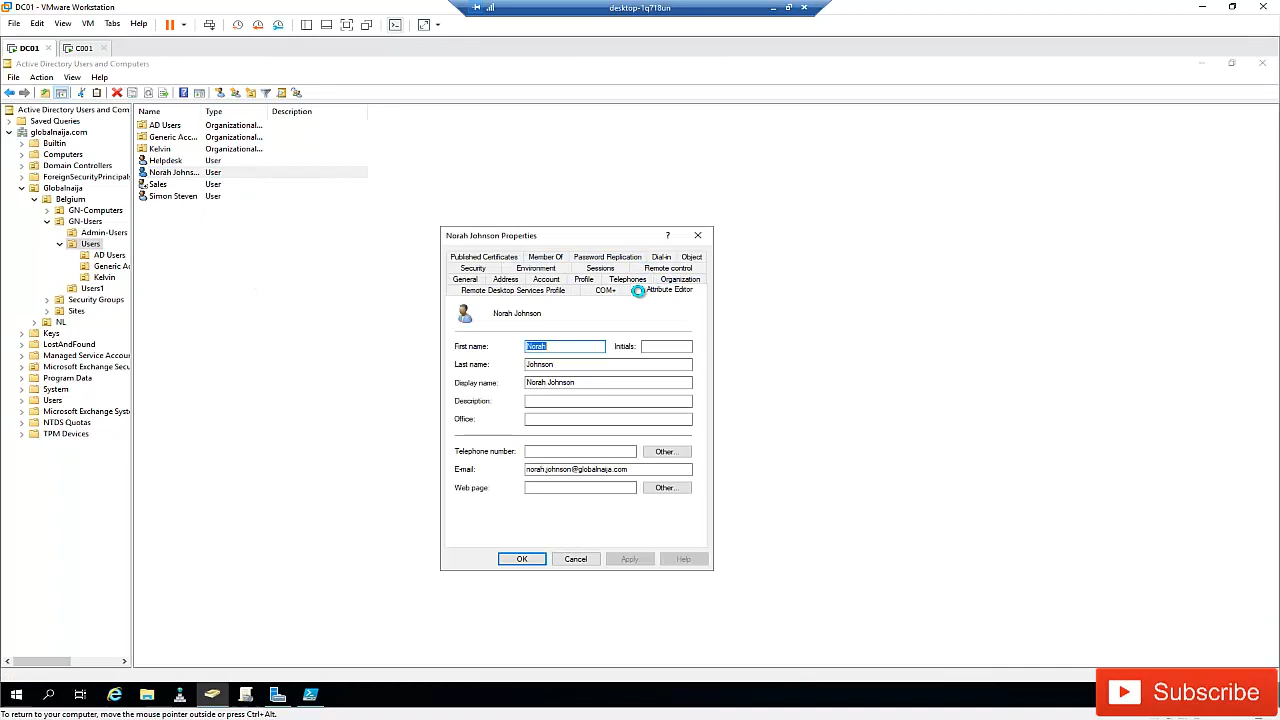 DC01 - VMware Workstation
desktop-1q718un
File Edit View VM Tabs Help
DC01 C001
Active Directory Users and Computers
File Action View Help
Active Directory Users and Com
Saved Queries
globalnaija.com
Builtin
Computers
Domain Controllers
ForeignSecurityPrincipals
Globalnaija
Belgium
GN-Computers
GN-Users
Admin-Users
Users
AD Users
Generic Ac
Kelvin
Users1
Security Groups
Sites
NL
Keys
LostAndFound
Managed Service Accou
Microsoft Exchange Secu
Program Data
System
Users
Microsoft Exchange Syst
NTDS Quotas
TPM Devices
Name Type Description
AD Users Organizational...
Generic Acc... Organizational...
Kelvin Organizational...
Helpdesk User
Norah Johns... User
Sales User
Simon Steven User
Norah Johnson Properties
Published Certificates Member Of Password Replication Dial-in Object
Security Environment Sessions Remote control
General Address Account Profile Telephones Organization
Remote Desktop Services Profile COM+ Attribute Editor
Norah Johnson
First name: Norah Initials:
Last name: Johnson
Display name: Norah Johnson
Description:
Office:
Telephone number: Other...
E-mail: norah.johnson@globalnaija.com
Web page: Other...
OK Cancel Apply Help
Subscribe
To return to your computer, move the mouse pointer outside or press Ctrl+Alt.